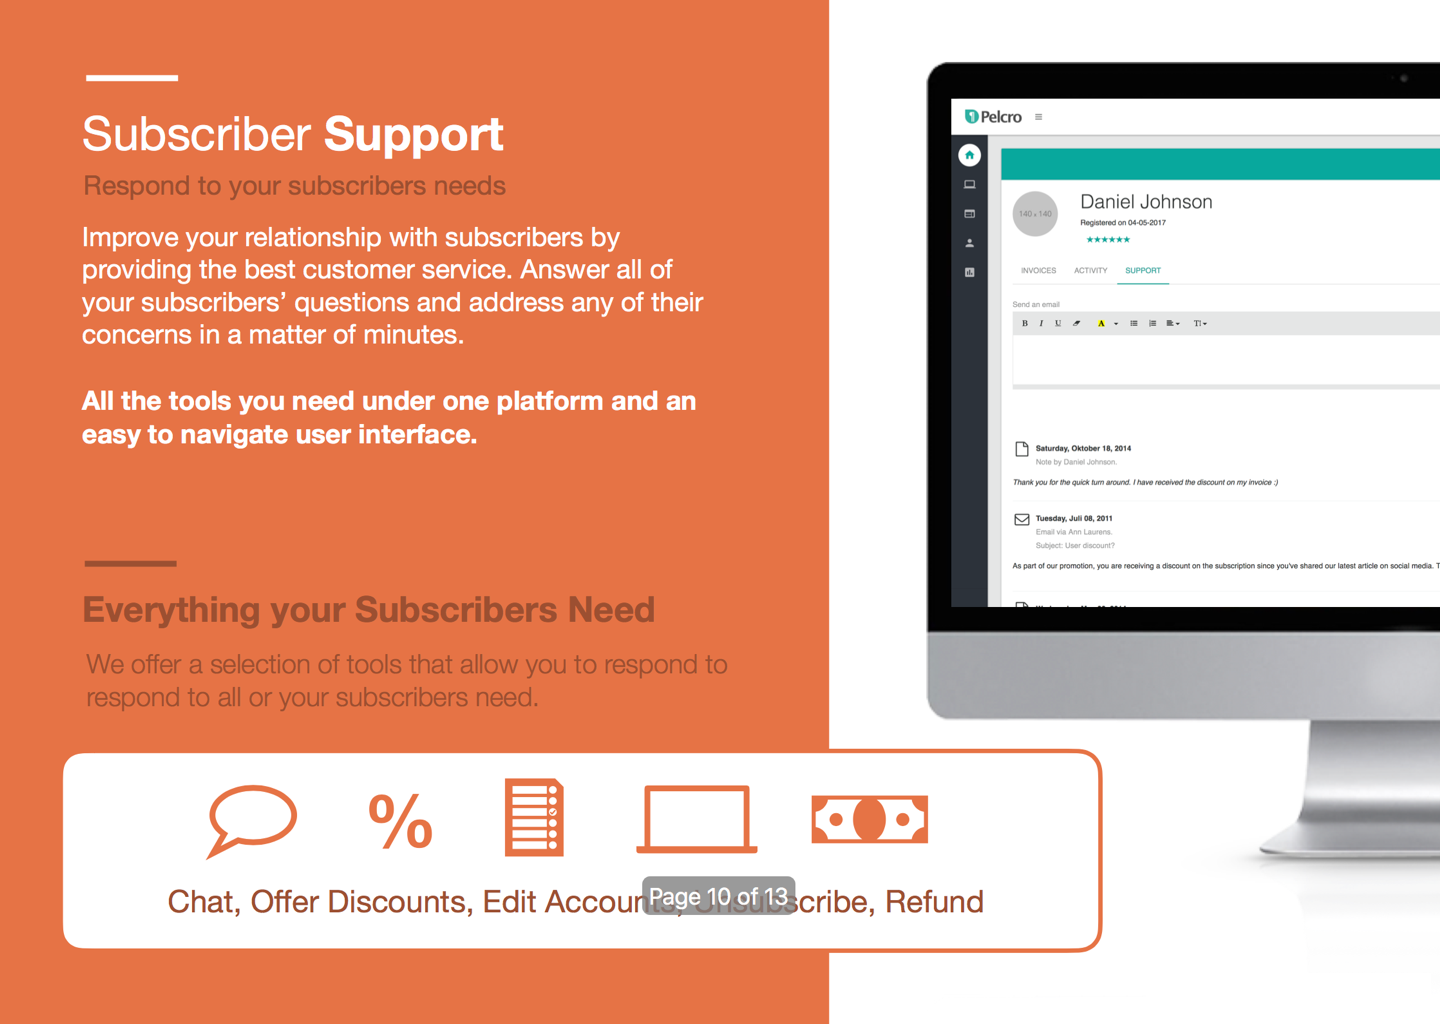 Subscriber Support
Respond to your subscribers needs
Improve your relationship with subscribers by
providing the best customer service. Answer all of
your subscribers’ questions and address any of their
concerns in a matter of minutes.
All the tools you need under one platform and an
easy to navigate user interface.
Everything your Subscribers Need
We offer a selection of tools that allow you to respond to
respond to all or your subscribers need.
%
Chat, Offer Discounts, Edit Account, Unsubscribe, Refund
Page 10 of 13
Pelcro
140 x 140
Daniel Johnson
Registered on 04-05-2017
INVOICES ACTIVITY SUPPORT
Send an email
B I U A T
Saturday, Oktober 18, 2014
Note by Daniel Johnson.
Thank you for the quick turn around. I have received the discount on my invoice :)
Tuesday, Juli 08, 2011
Email via Ann Laurens.
Subject: User discount?
As part of our promotion, you are receiving a discount on the subscription since you've shared our latest article on social media. T